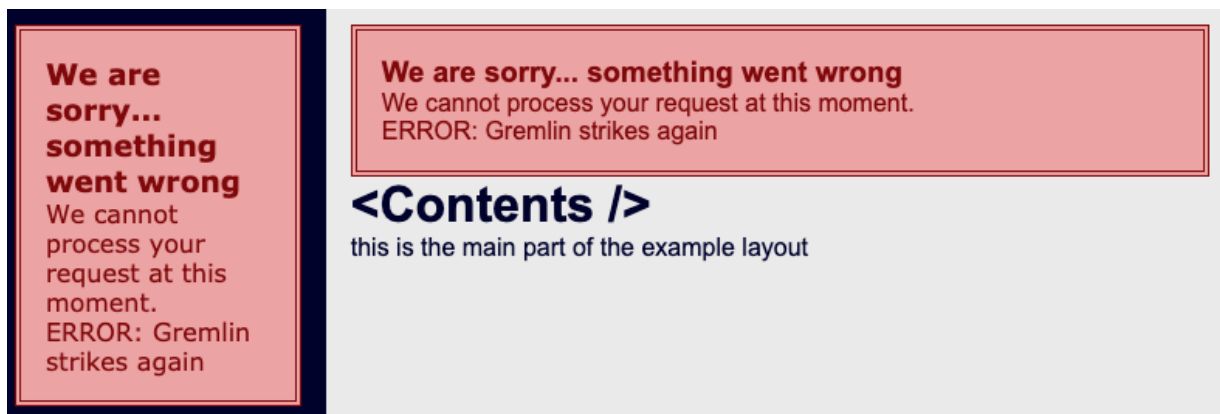 We are
sorry...
something
went wrong
We cannot
process your
request at this
moment.
ERROR: Gremlin
strikes again
We are sorry... something went wrong
We cannot process your request at this moment.
ERROR: Gremlin strikes again
<Contents />
this is the main part of the example layout